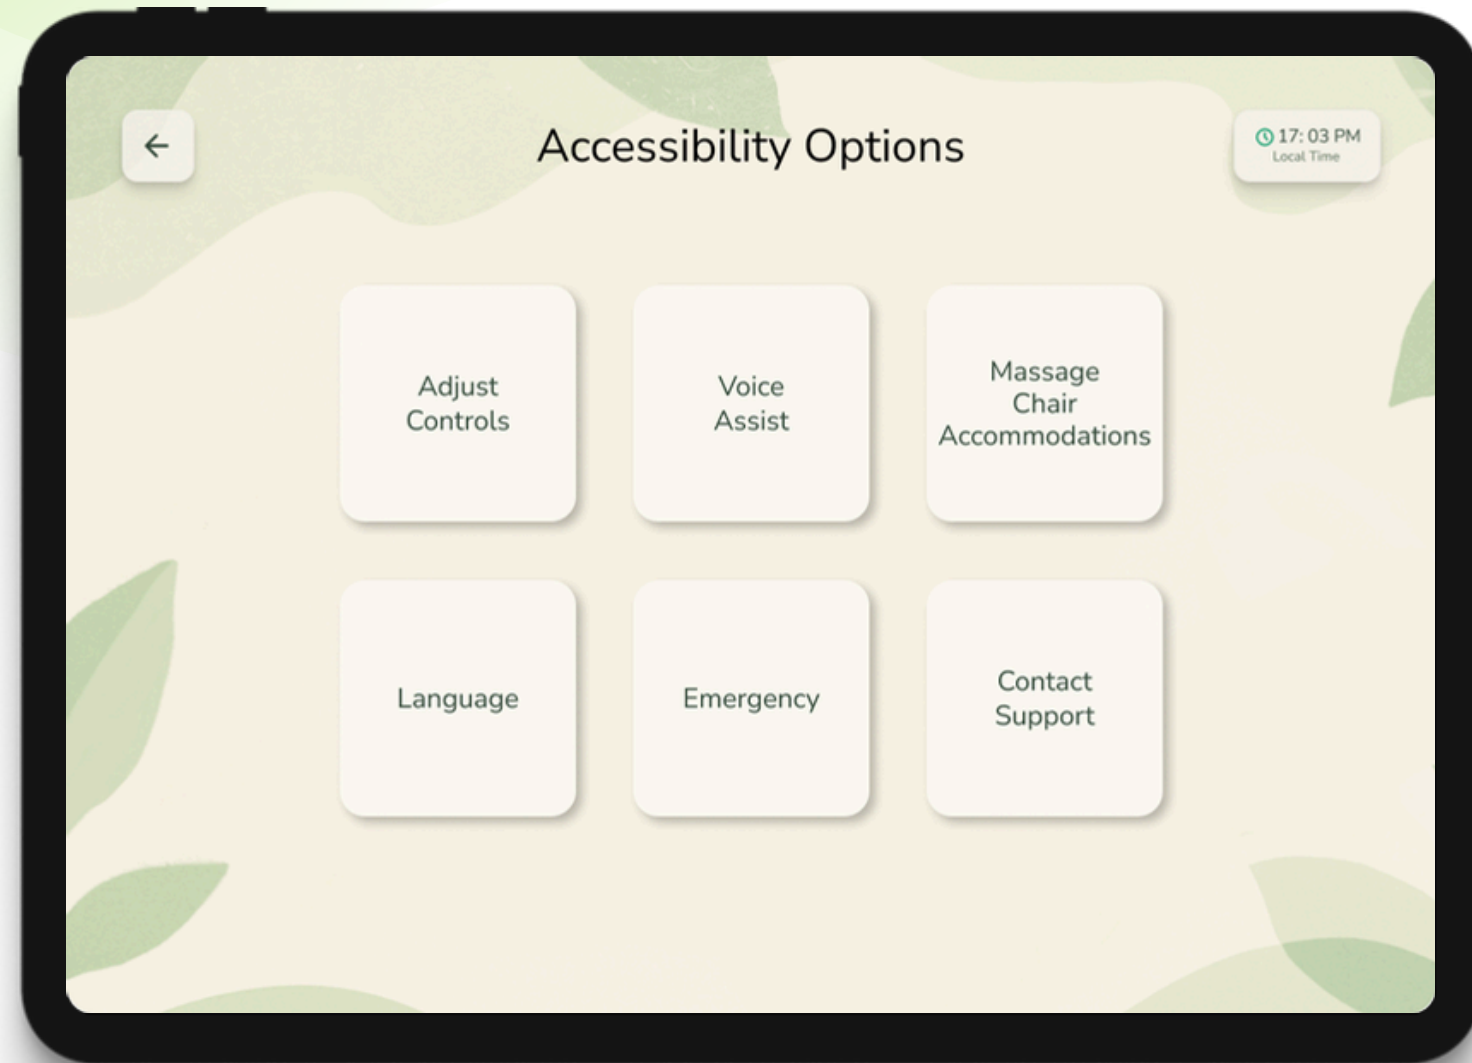 Accessibility Options
17: 03 PM
Local Time
Adjust
Controls
Voice
Assist
Massage
Chair
Accommodations
Language
Emergency
Contact
Support